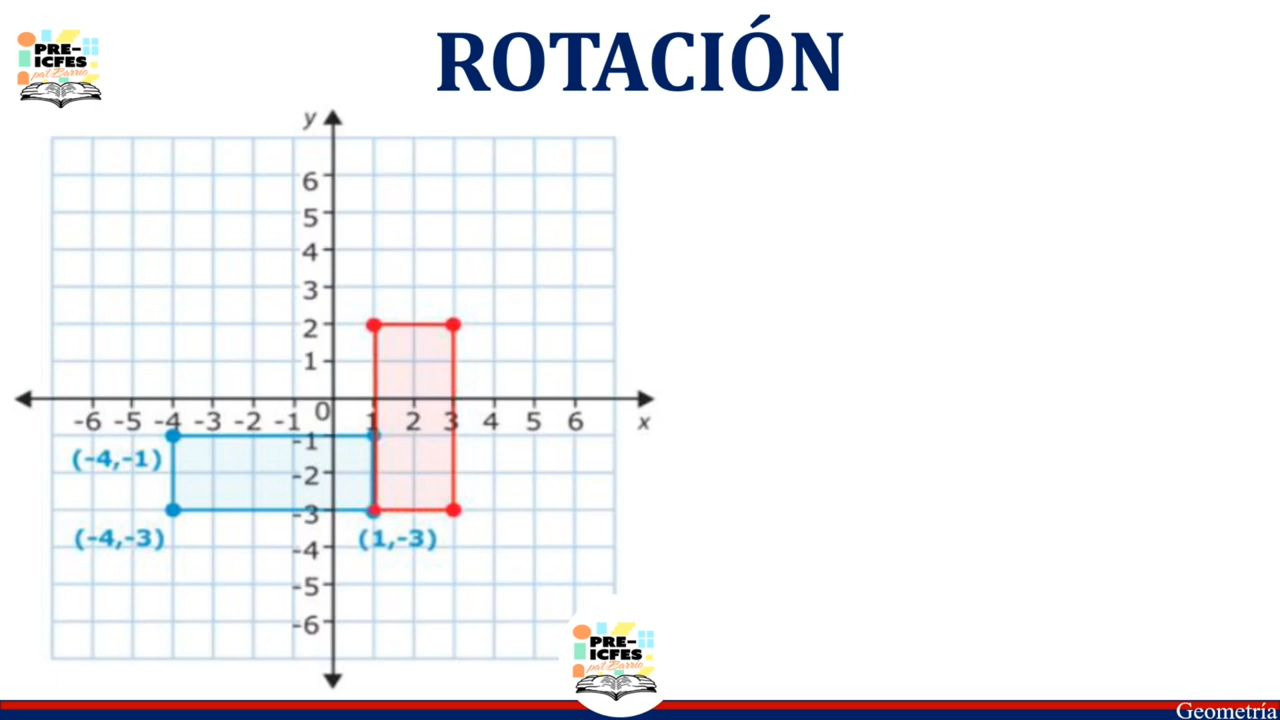 PRE-
ICFES
pal Barrio
ROTACIÓN
y
6
5
4
3
2
1
0
-6 -5 -4 -3 -2 -1 1 2 3 4 5 6
x
-1
(-4,-1)
-2
-3
(-4,-3)
(1,-3)
-4
-5
-6
PRE-
ICFES
pal Barrio
Geometría